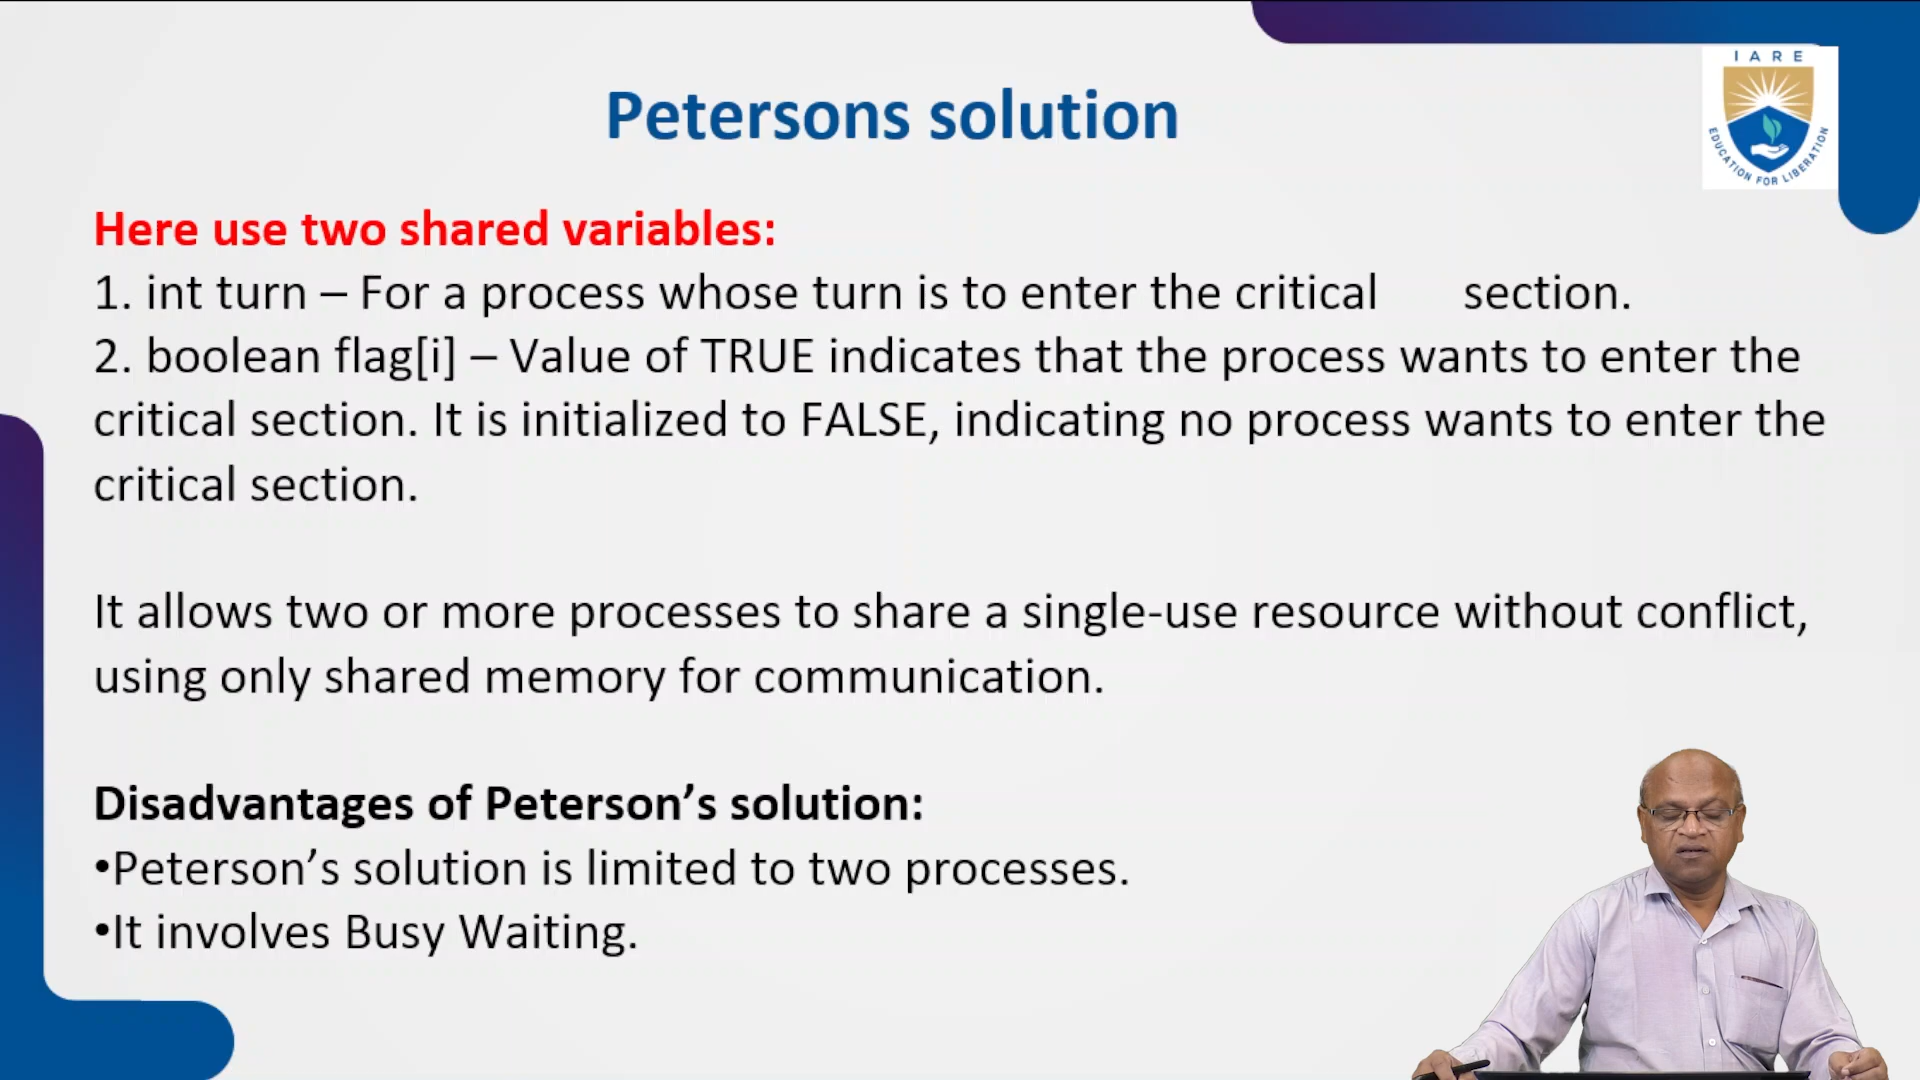 IARE
EDUCATION FOR LIBERATION
Petersons solution
Here use two shared variables:
1. int turn – For a process whose turn is to enter the critical section.
2. boolean flag[i] – Value of TRUE indicates that the process wants to enter the
critical section. It is initialized to FALSE, indicating no process wants to enter the
critical section.
It allows two or more processes to share a single-use resource without conflict,
using only shared memory for communication.
Disadvantages of Peterson’s solution:
•Peterson’s solution is limited to two processes.
•It involves Busy Waiting.